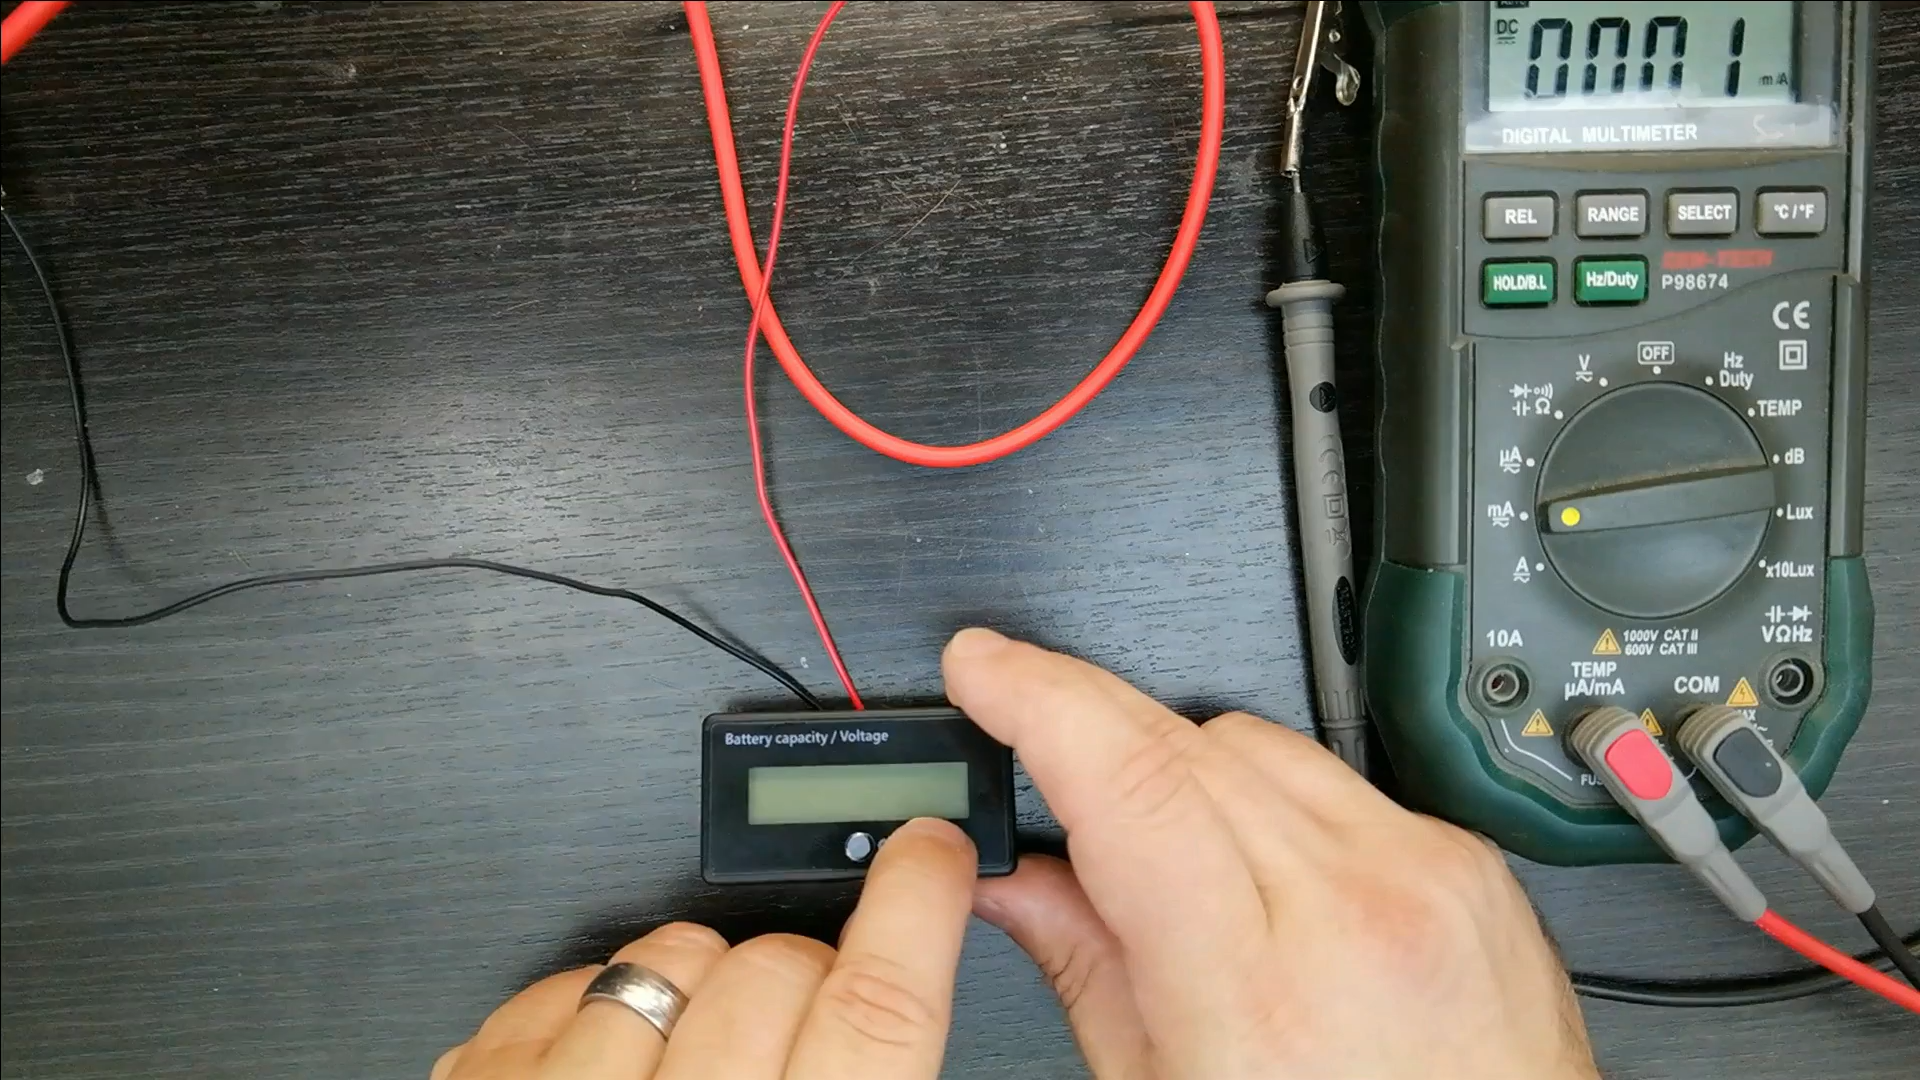 DC
0001
mA
DIGITAL MULTIMETER
REL
RANGE
SELECT
°C / °F
HOLD/B.L
Hz/Duty
P98674
CE
OFF
V
Hz
Duty
Ω
TEMP
µA
dB
mA
Lux
A
x10Lux
10A
1000V CAT II
600V CAT III
VΩHz
TEMP
µA/mA
COM
Battery capacity / Voltage